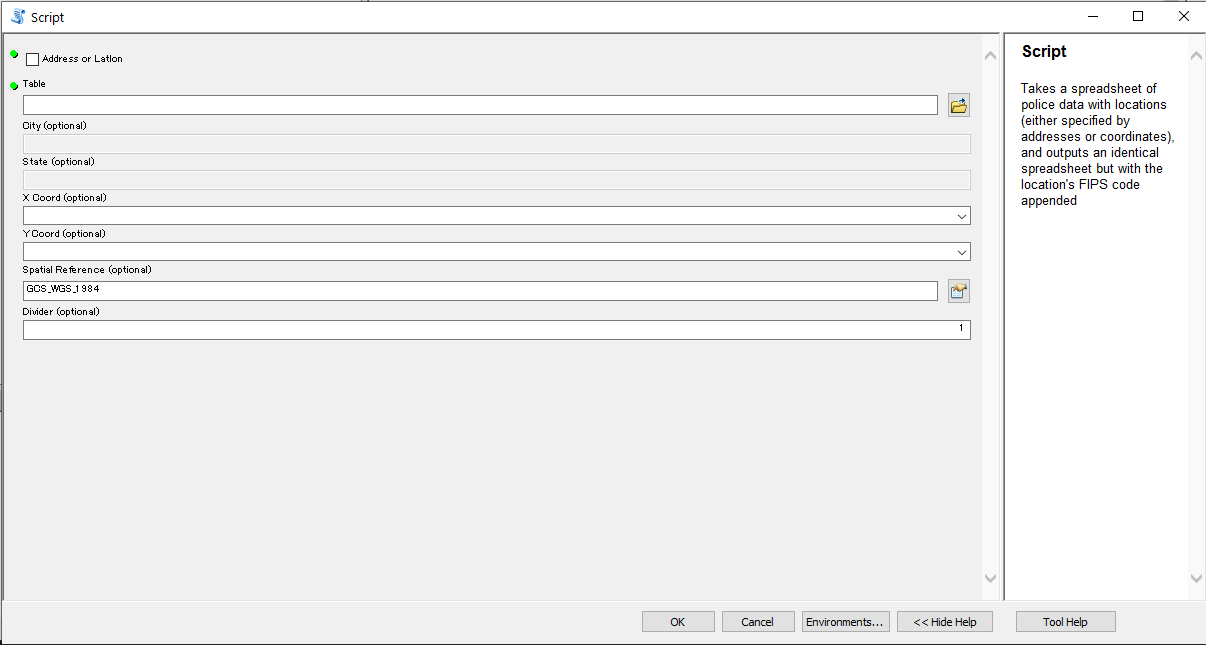 Script
Address or Latlon
Table
City (optional)
State (optional)
X Coord (optional)
Y Coord (optional)
Spatial Reference (optional)
GCS_WGS_1984
Divider (optional)
1
Script
Takes a spreadsheet of
police data with locations
(either specified by
addresses or coordinates),
and outputs an identical
spreadsheet but with the
location's FIPS code
appended
OK
Cancel
Environments...
<< Hide Help
Tool Help